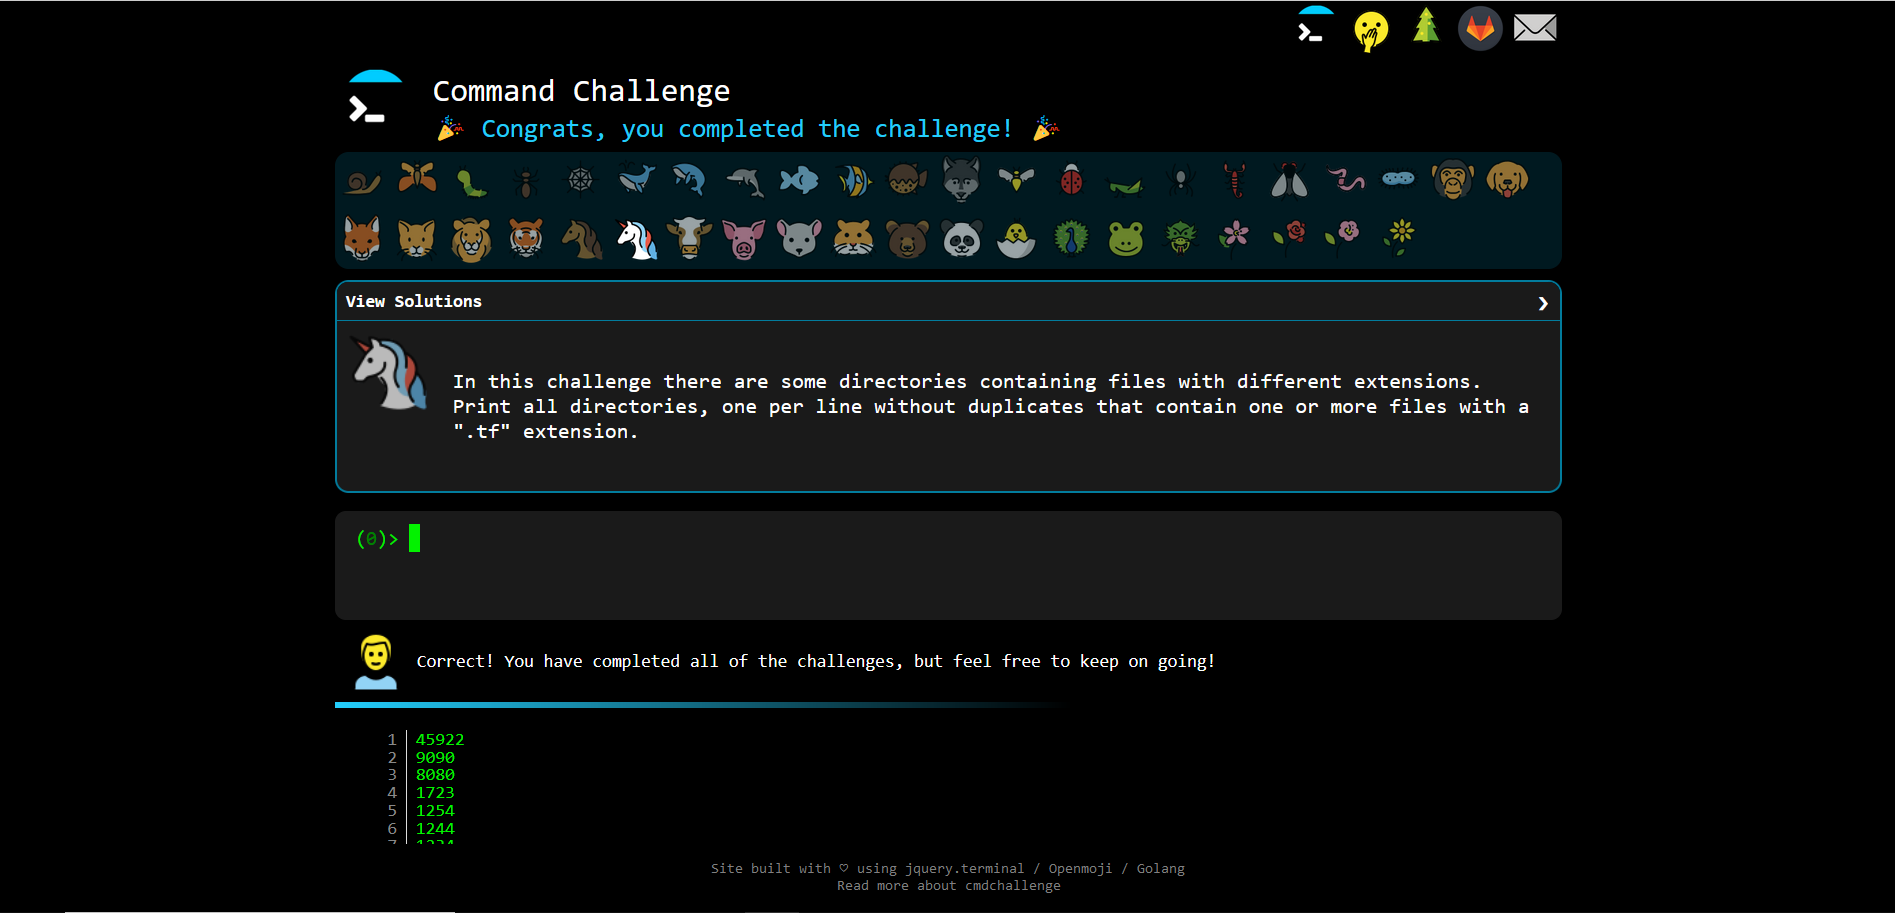 Command Challenge
🎉 Congrats, you completed the challenge! 🎉
View Solutions ❯
In this challenge there are some directories containing files with different extensions.
Print all directories, one per line without duplicates that contain one or more files with a
".tf" extension.
(0)>
Correct! You have completed all of the challenges, but feel free to keep on going!
1 45922
2 9090
3 8080
4 1723
5 1254
6 1244
7 1234
Site built with ♡ using jquery.terminal / Openmoji / Golang
Read more about cmdchallenge